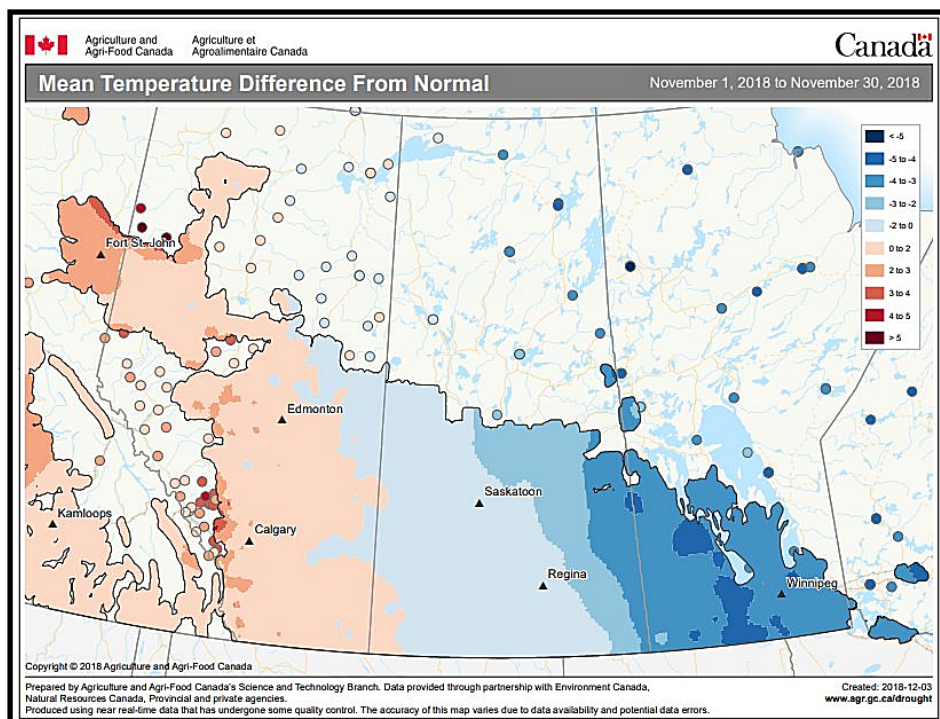 Agriculture and Agriculture et
Agri-Food Canada Agroalimentaire Canada
Canada
Mean Temperature Difference From Normal
November 1, 2018 to November 30, 2018
< -5
-5 to -4
-4 to -3
-3 to -2
-2 to 0
0 to 2
2 to 3
3 to 4
4 to 5
> 5
Fort St. John
Edmonton
Saskatoon
Kamloops
Calgary
Regina
Winnipeg
Copyright © 2018 Agriculture and Agri-Food Canada
Prepared by Agriculture and Agri-Food Canada's Science and Technology Branch. Data provided through partnership with Environment Canada,
Natural Resources Canada, Provincial and private agencies.
Produced using near real-time data that has undergone some quality control. The accuracy of this map varies due to data availability and potential data errors.
Created: 2018-12-03
www.agr.gc.ca/drought